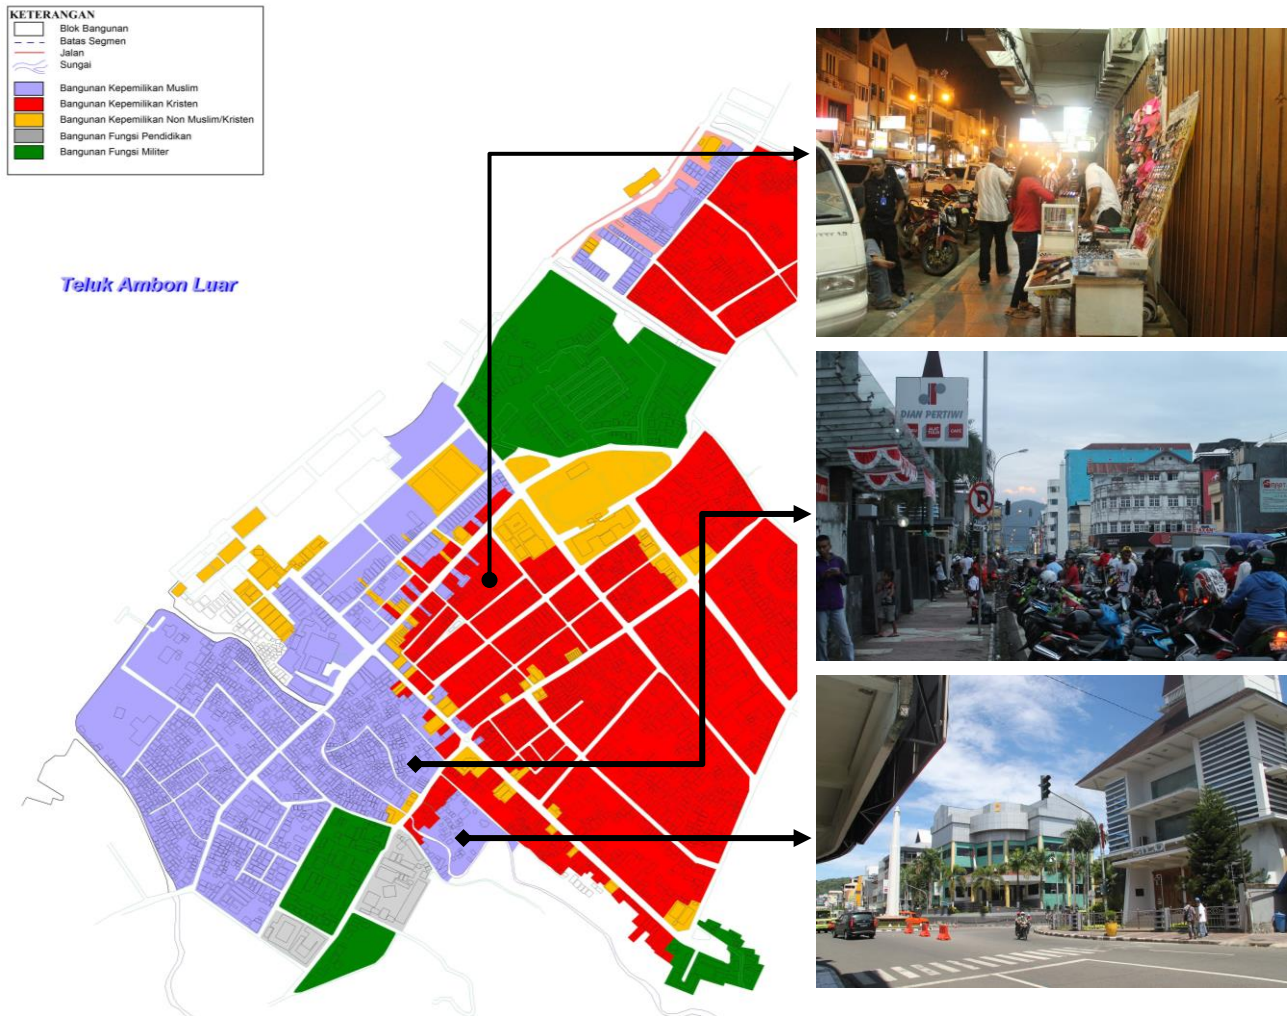 KETERANGAN
Blok Bangunan
Batas Segmen
Jalan
Sungai
Bangunan Kepemilikan Muslim
Bangunan Kepemilikan Kristen
Bangunan Kepemilikan Non Muslim/Kristen
Bangunan Fungsi Pendidikan
Bangunan Fungsi Militer
Teluk Ambon Luar
DIAN PERTIWI
P